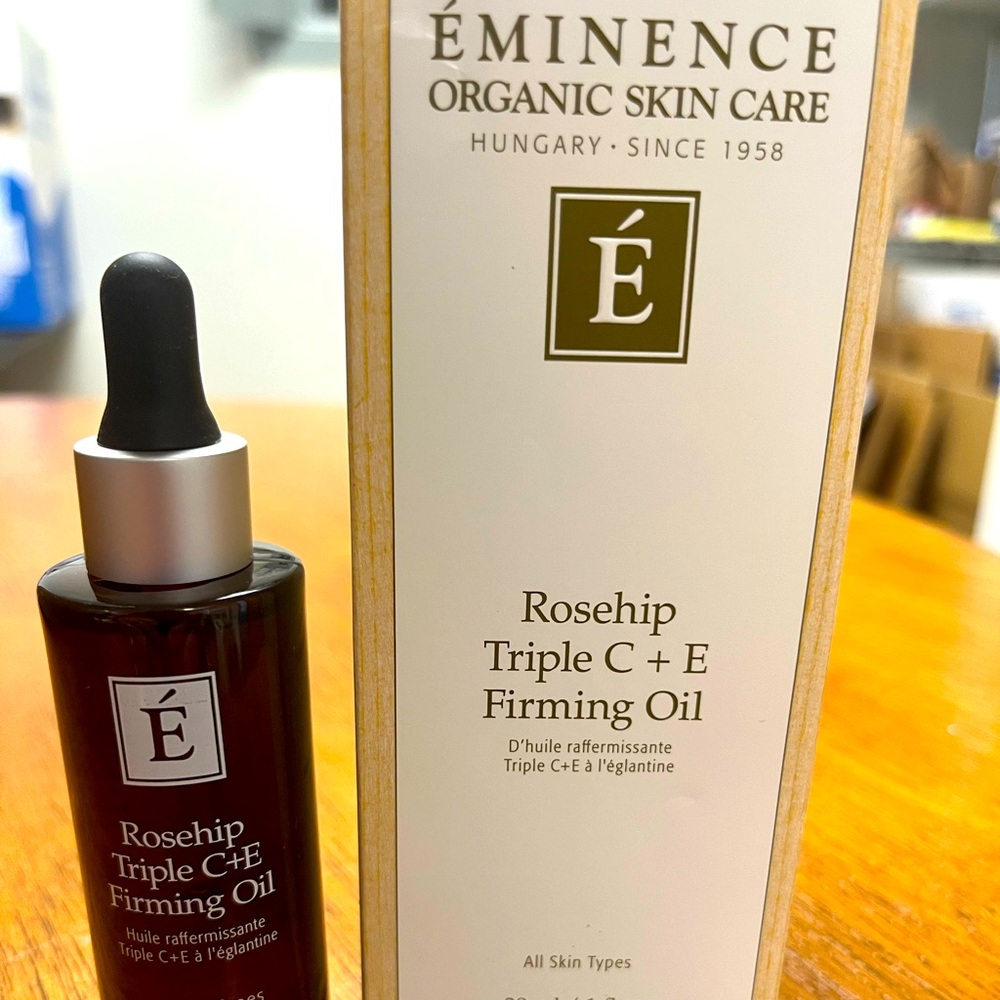 ÉMINENCE
ORGANIC SKIN CARE
HUNGARY · SINCE 1958
É
Rosehip
Triple C + E
Firming Oil
D'huile raffermissante
Triple C+E à l'églantine
All Skin Types
É
Rosehip
Triple C+E
Firming Oil
Huile raffermissante
Triple C+E à l'églantine